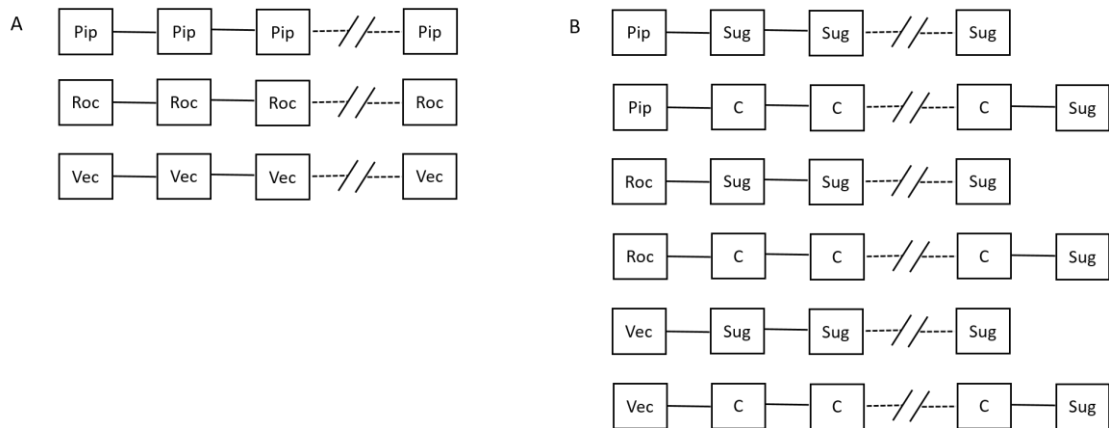 A
Pip Pip Pip Pip
Roc Roc Roc Roc
Vec Vec Vec Vec
B
Pip Sug Sug Sug
Pip C C C Sug
Roc Sug Sug Sug
Roc C C C Sug
Vec Sug Sug Sug
Vec C C C Sug